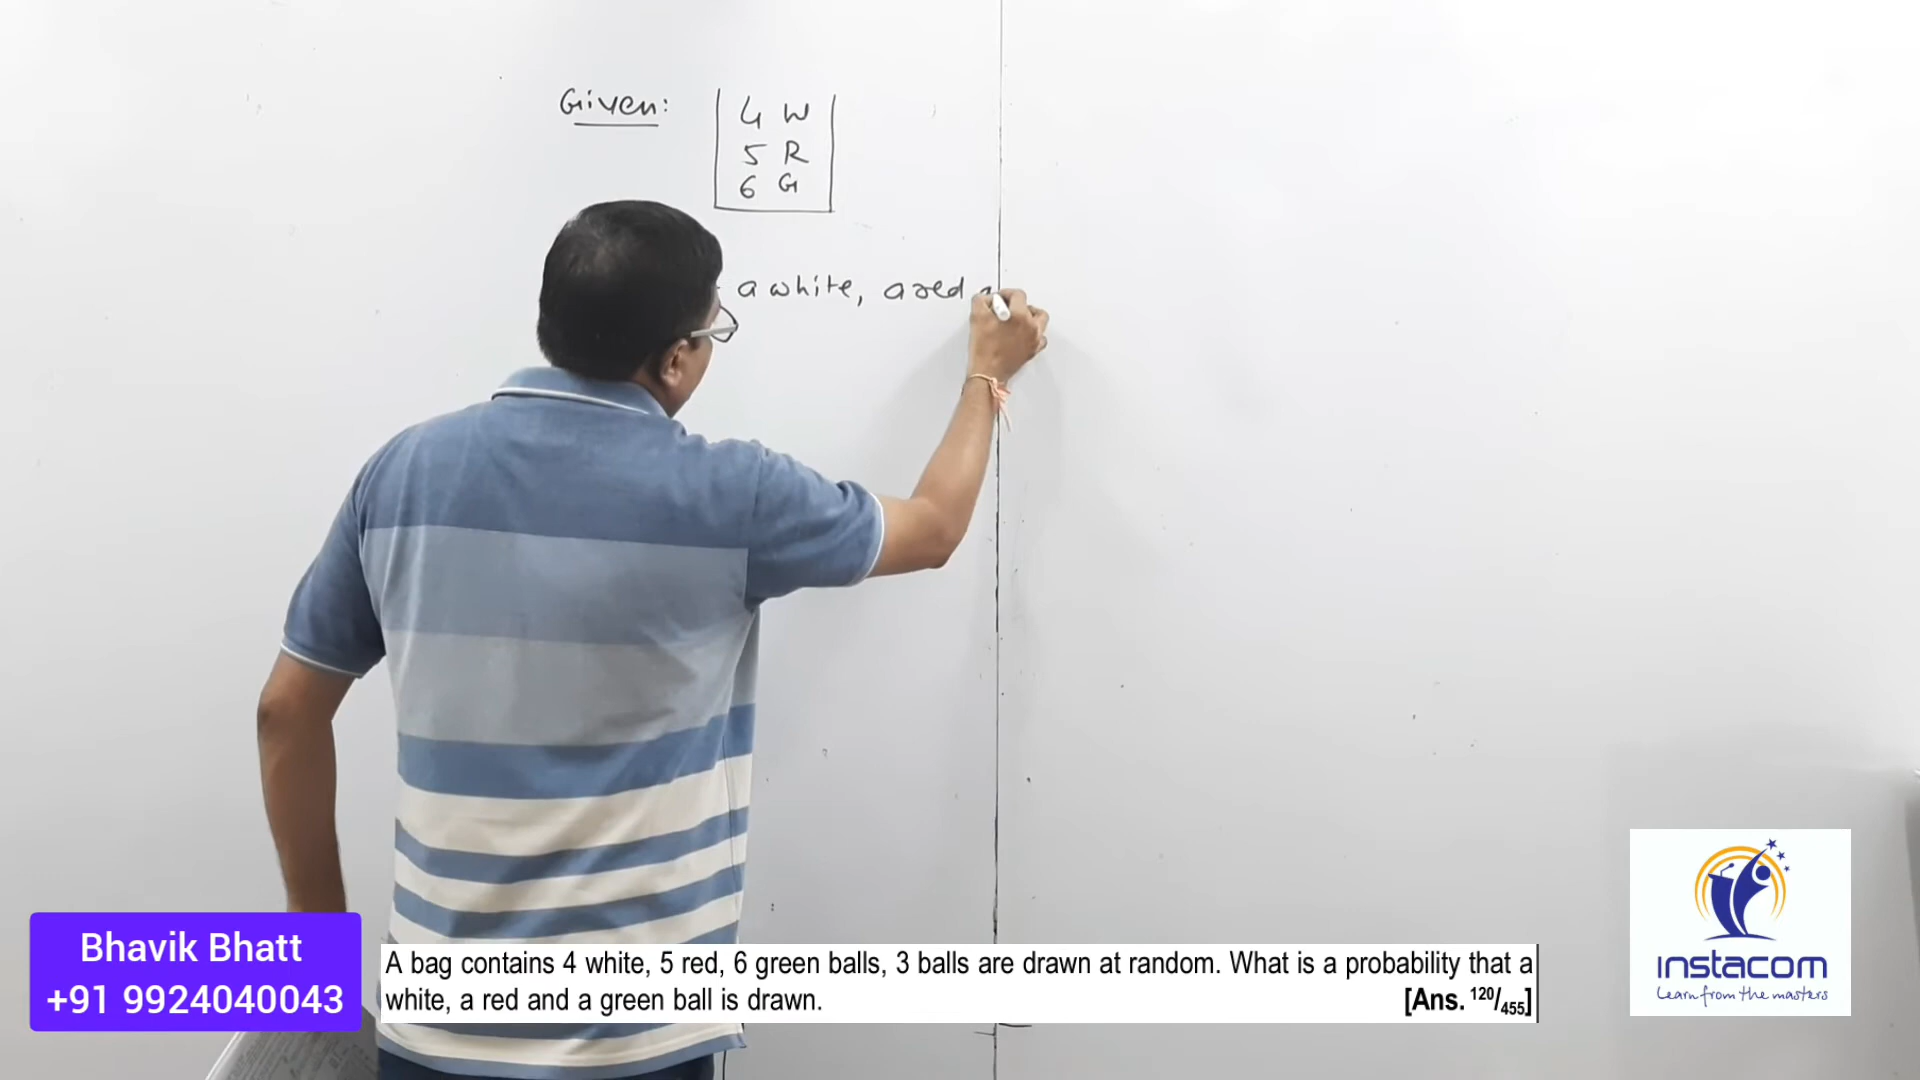 Given:
4 W
5 R
6 G
a white, a red
Bhavik Bhatt
+91 9924040043
A bag contains 4 white, 5 red, 6 green balls, 3 balls are drawn at random. What is a probability that a
white, a red and a green ball is drawn. [Ans. 120/455]
ınstacom
Learn from the masters